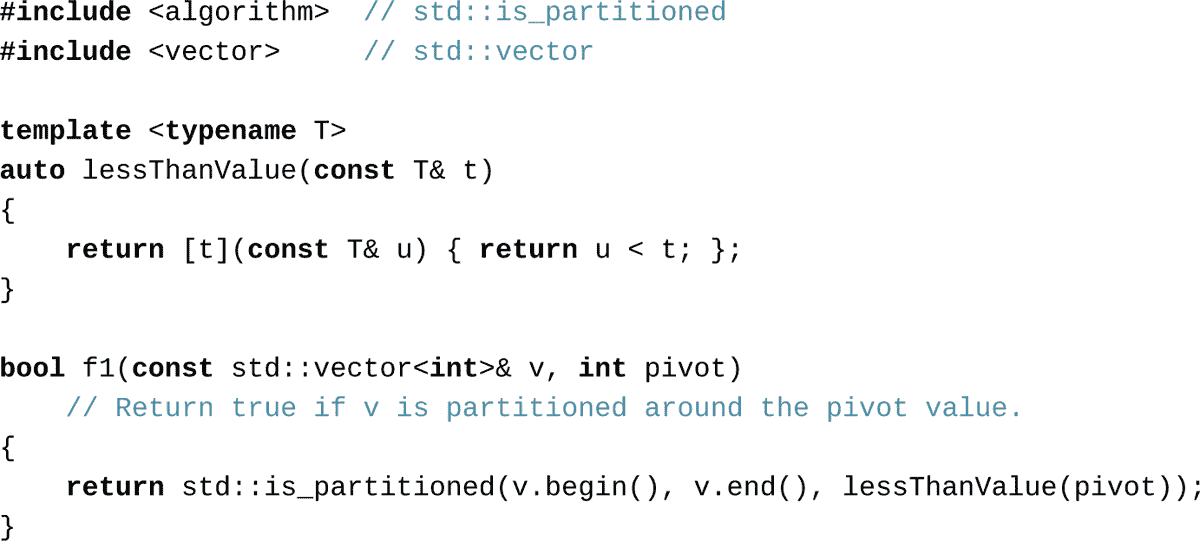 #include <algorithm>  // std::is_partitioned
#include <vector>     // std::vector

template <typename T>
auto lessThanValue(const T& t)
{
    return [t](const T& u) { return u < t; };
}

bool f1(const std::vector<int>& v, int pivot)
    // Return true if v is partitioned around the pivot value.
{
    return std::is_partitioned(v.begin(), v.end(), lessThanValue(pivot));
}